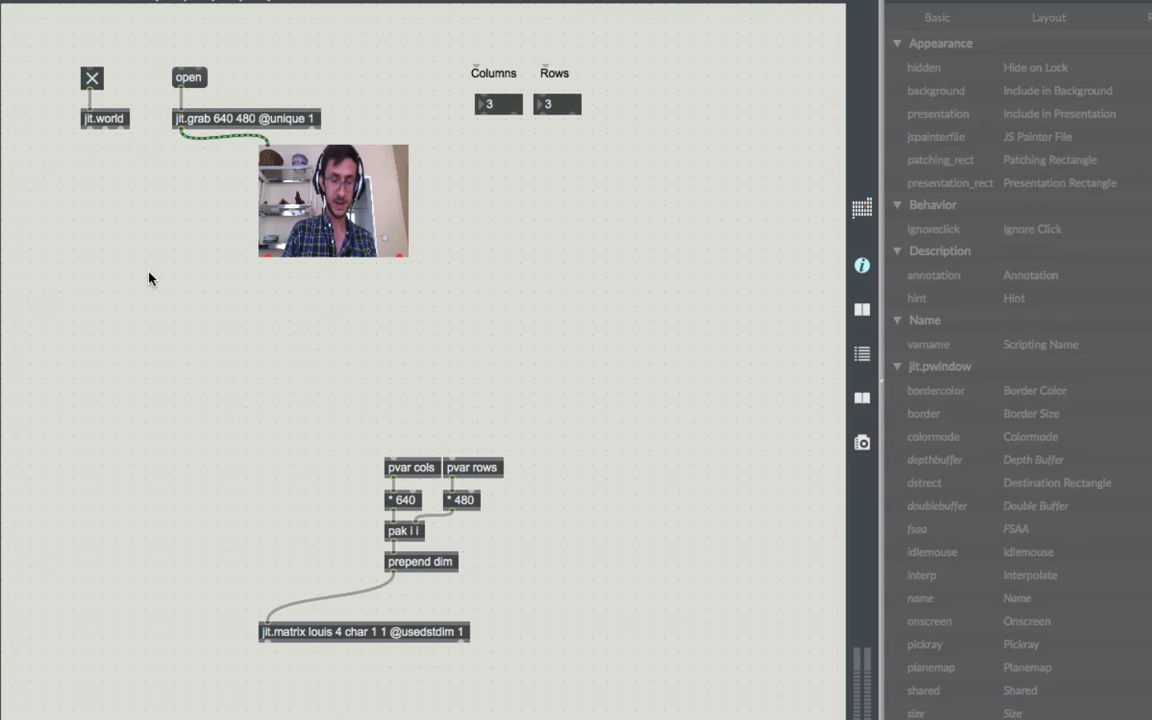 Basic Layout
Columns Rows
open
3 3
jit.world
jit.grab 640 480 @unique 1
pvar cols pvar rows
* 640 * 480
pak i i
prepend dim
jit.matrix louis 4 char 1 1 @usedstdim 1
Appearance
hidden Hide on Lock
background Include in Background
presentation Include in Presentation
jspainterfile JS Painter File
patching_rect Patching Rectangle
presentation_rect Presentation Rectangle
Behavior
ignoreclick Ignore Click
Description
annotation Annotation
hint Hint
Name
varname Scripting Name
jit.pwindow
bordercolor Border Color
border Border Size
colormode Colormode
depthbuffer Depth Buffer
dstrect Destination Rectangle
doublebuffer Double Buffer
fsaa FSAA
idlemouse Idlemouse
interp Interpolate
name Name
onscreen Onscreen
pickray Pickray
planemap Planemap
shared Shared
size Size